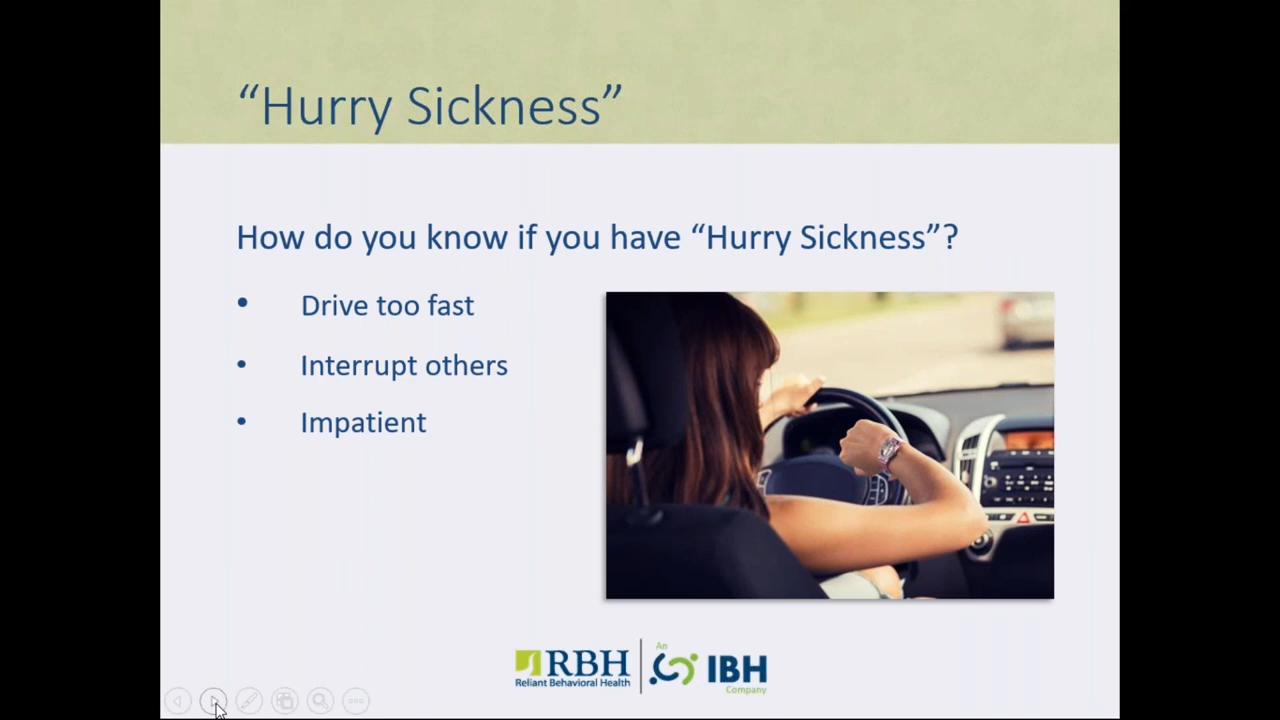 “Hurry Sickness”
How do you know if you have “Hurry Sickness”?
• Drive too fast
• Interrupt others
• Impatient
RBH
Reliant Behavioral Health
An
IBH
Company